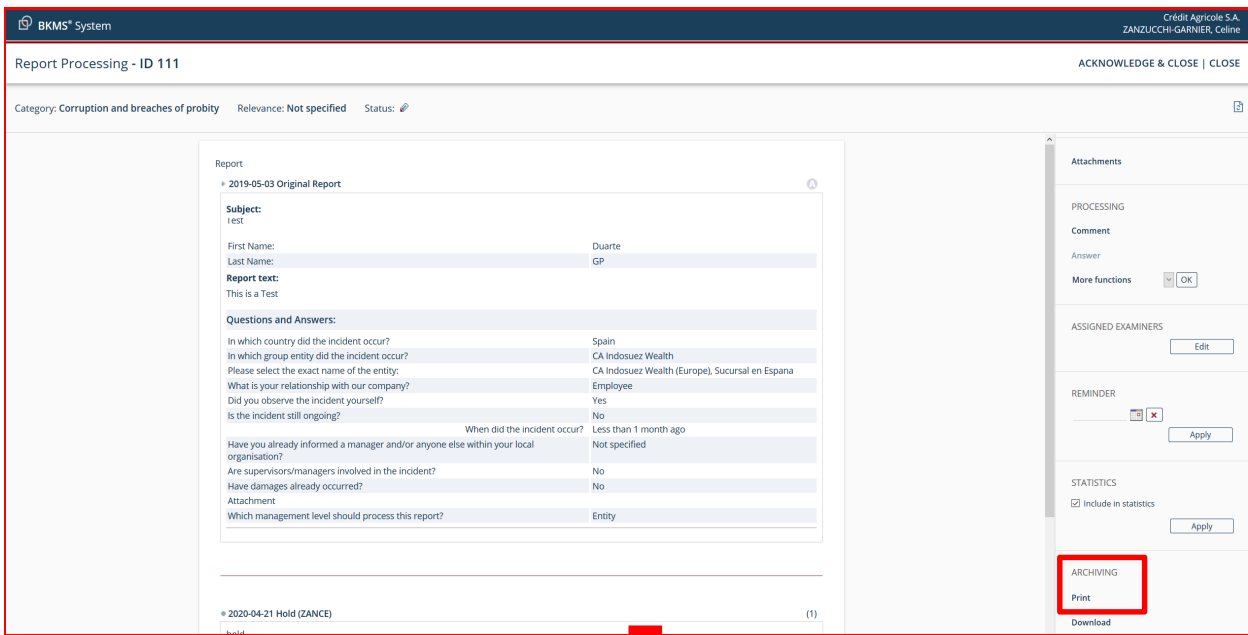 BKMS® System
Crédit Agricole S.A.
ZANZUCCHI-GARNIER, Celine
Report Processing - ID 111
ACKNOWLEDGE & CLOSE | CLOSE
Category: Corruption and breaches of probity Relevance: Not specified Status:
Report
2019-05-03 Original Report
Subject:
Test
First Name: Duarte
Last Name: GP
Report text:
This is a Test
Questions and Answers:
In which country did the incident occur? Spain
In which group entity did the incident occur? CA Indosuez Wealth
Please select the exact name of the entity: CA Indosuez Wealth (Europe), Sucursal en Espana
What is your relationship with our company? Employee
Did you observe the incident yourself? Yes
Is the incident still ongoing? No
When did the incident occur? Less than 1 month ago
Have you already informed a manager and/or anyone else within your local Not specified
organisation?
Are supervisors/managers involved in the incident? No
Have damages already occurred? No
Attachment
Which management level should process this report? Entity
2020-04-21 Hold (ZANCE) (1)
hold
Attachments
PROCESSING
Comment
Answer
More functions OK
ASSIGNED EXAMINERS
Edit
REMINDER
Apply
STATISTICS
Include in statistics
Apply
ARCHIVING
Print
Download